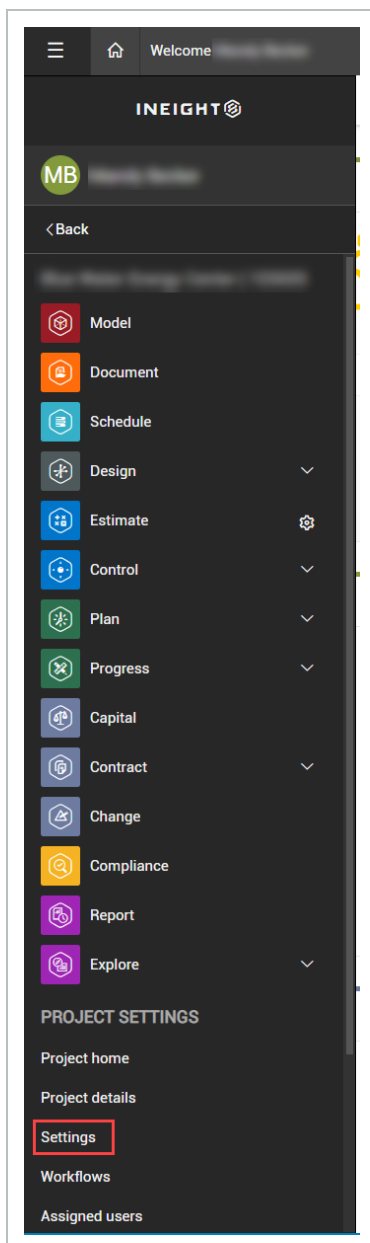 Welcome
INEIGHT
MB
Back
Model
Document
Schedule
Design
Estimate
Control
Plan
Progress
Capital
Contract
Change
Compliance
Report
Explore
PROJECT SETTINGS
Project home
Project details
Settings
Workflows
Assigned users